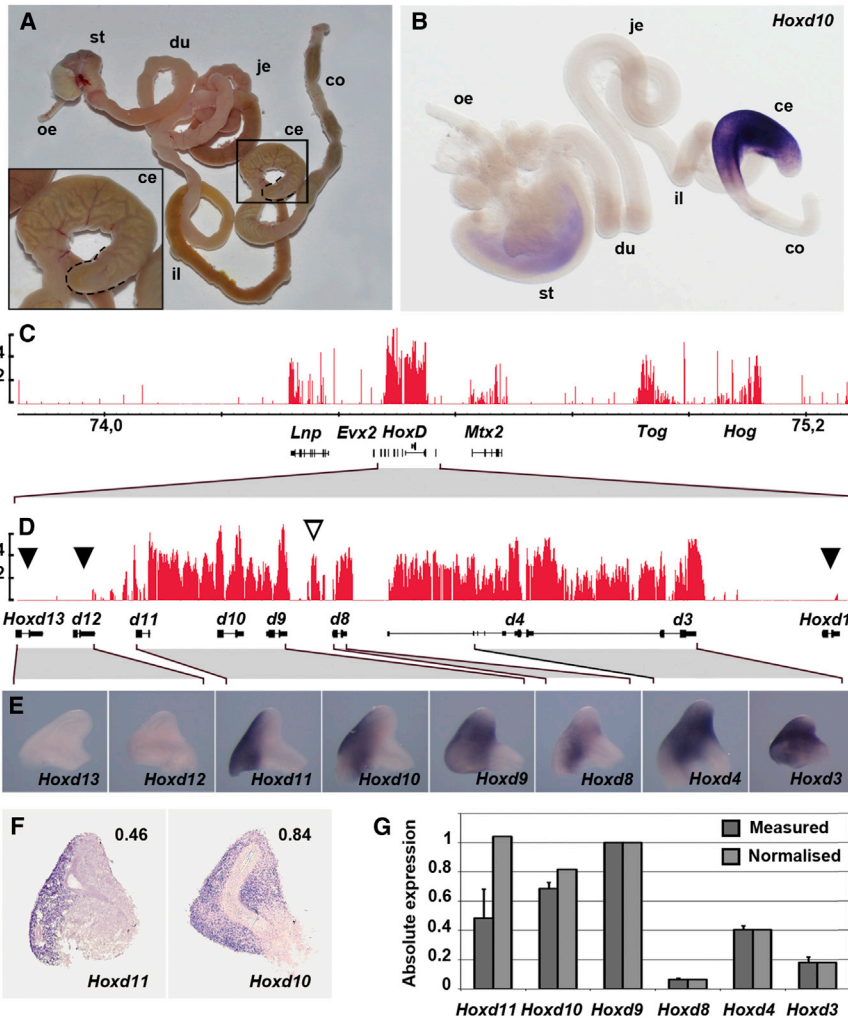 A
st
du
je
co
oe
ce
ce
il
B
Hoxd10
je
oe
ce
il
du
co
st
C
4
2
74,0
75,2
Lnp Evx2 HoxD Mtx2 Tog Hog
D
4
2
Hoxd13 d12 d11 d10 d9 d8 d4 d3 Hoxd1
E
Hoxd13 Hoxd12 Hoxd11 Hoxd10 Hoxd9 Hoxd8 Hoxd4 Hoxd3
F
0.46
0.84
Hoxd11
Hoxd10
G
Absolute expression
1
0.8
0.6
0.4
0.2
0
Measured
Normalised
Hoxd11 Hoxd10 Hoxd9 Hoxd8 Hoxd4 Hoxd3